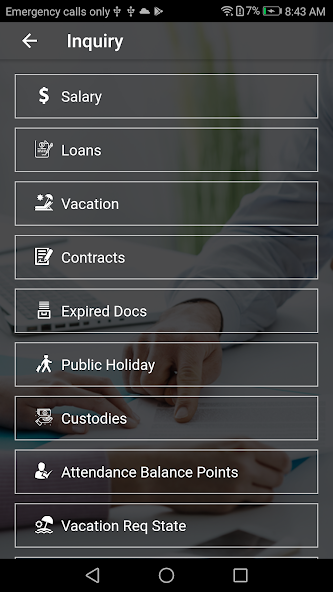 Emergency calls only 7% 8:43 AM
Inquiry
Salary
Loans
Vacation
Contracts
Expired Docs
Public Holiday
Custodies
Attendance Balance Points
Vacation Req State